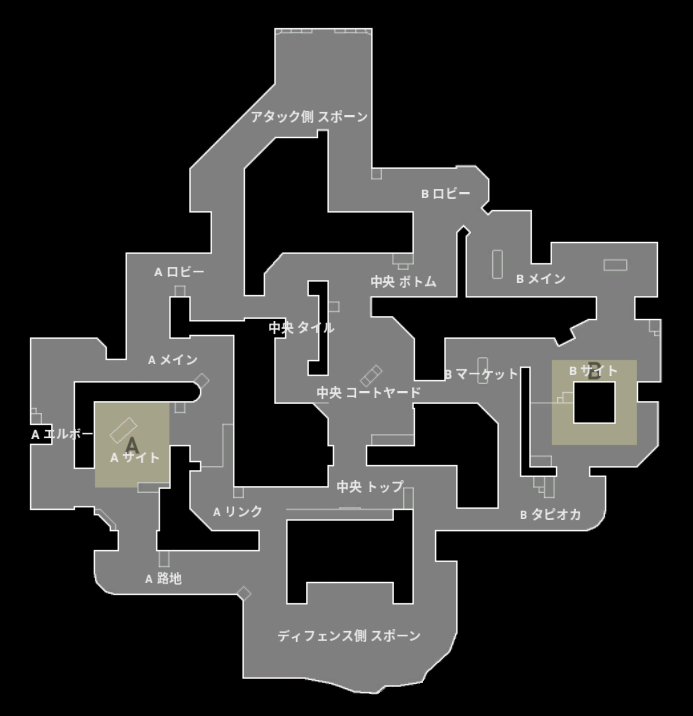 アタック側 スポーン
B ロビー
A ロビー
中央 ボトム
B メイン
中央 タイル
A メイン
B マーケット
B
B サイト
中央 コートヤード
A エルボー
A
A サイト
中央 トップ
A リンク
B タピオカ
A 路地
ディフェンス側 スポーン